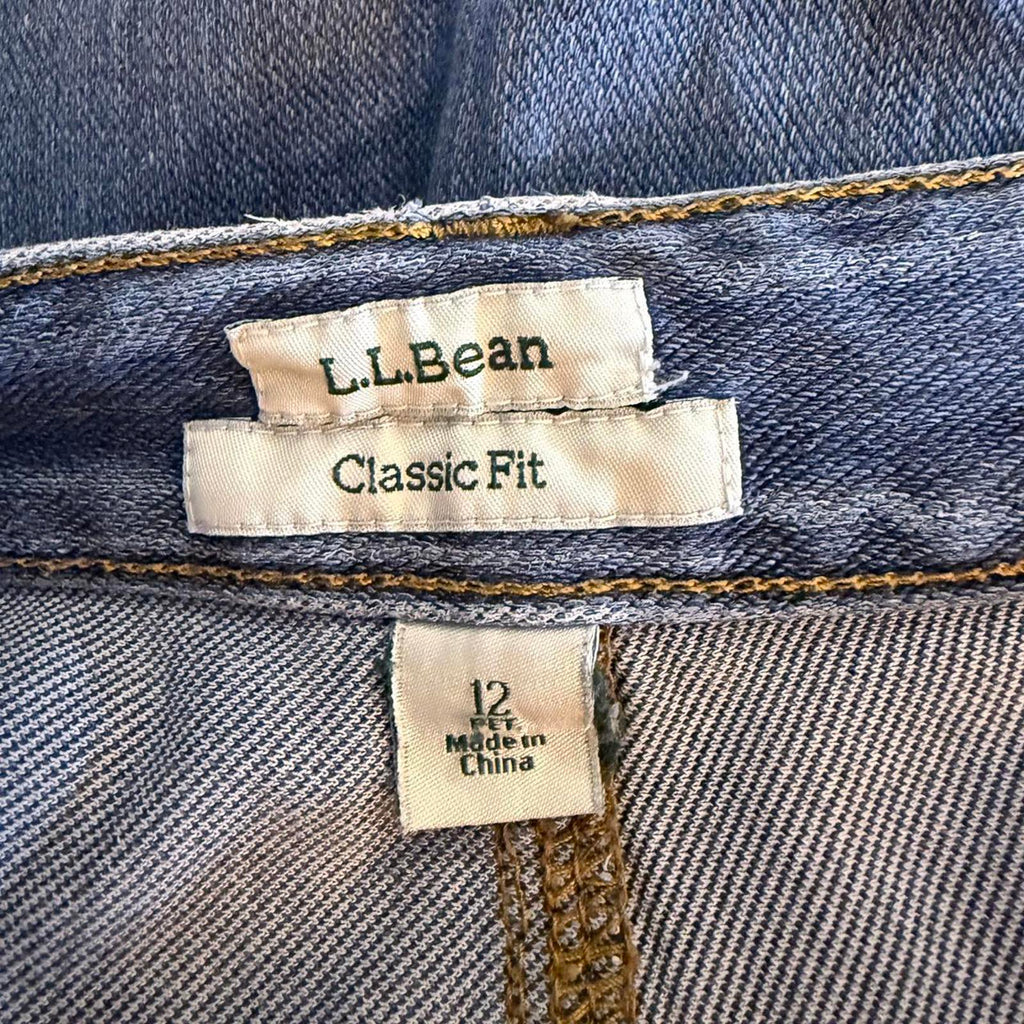 L.L.Bean
Classic Fit
12
PET.
Made in
China